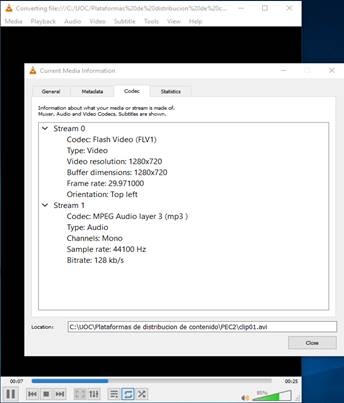 Converting file:///C:/UOC/Plataformas%20de%20distribucion%20de%20c...
Media Playback Audio Video Subtitle Tools View Help
Current Media Information
General Metadata Codec Statistics
Information about what your media or stream is made of.
Muxer, Audio and Video Codecs, Subtitles are shown.
Stream 0
Codec: Flash Video (FLV1)
Type: Video
Video resolution: 1280x720
Buffer dimensions: 1280x720
Frame rate: 29.971000
Orientation: Top left
Stream 1
Codec: MPEG Audio layer 3 (mp3 )
Type: Audio
Channels: Mono
Sample rate: 44100 Hz
Bitrate: 128 kb/s
Location: C:\UOC\Plataformas de distribucion de contenido\PEC2\clip01.avi
Close
00:07 00:25